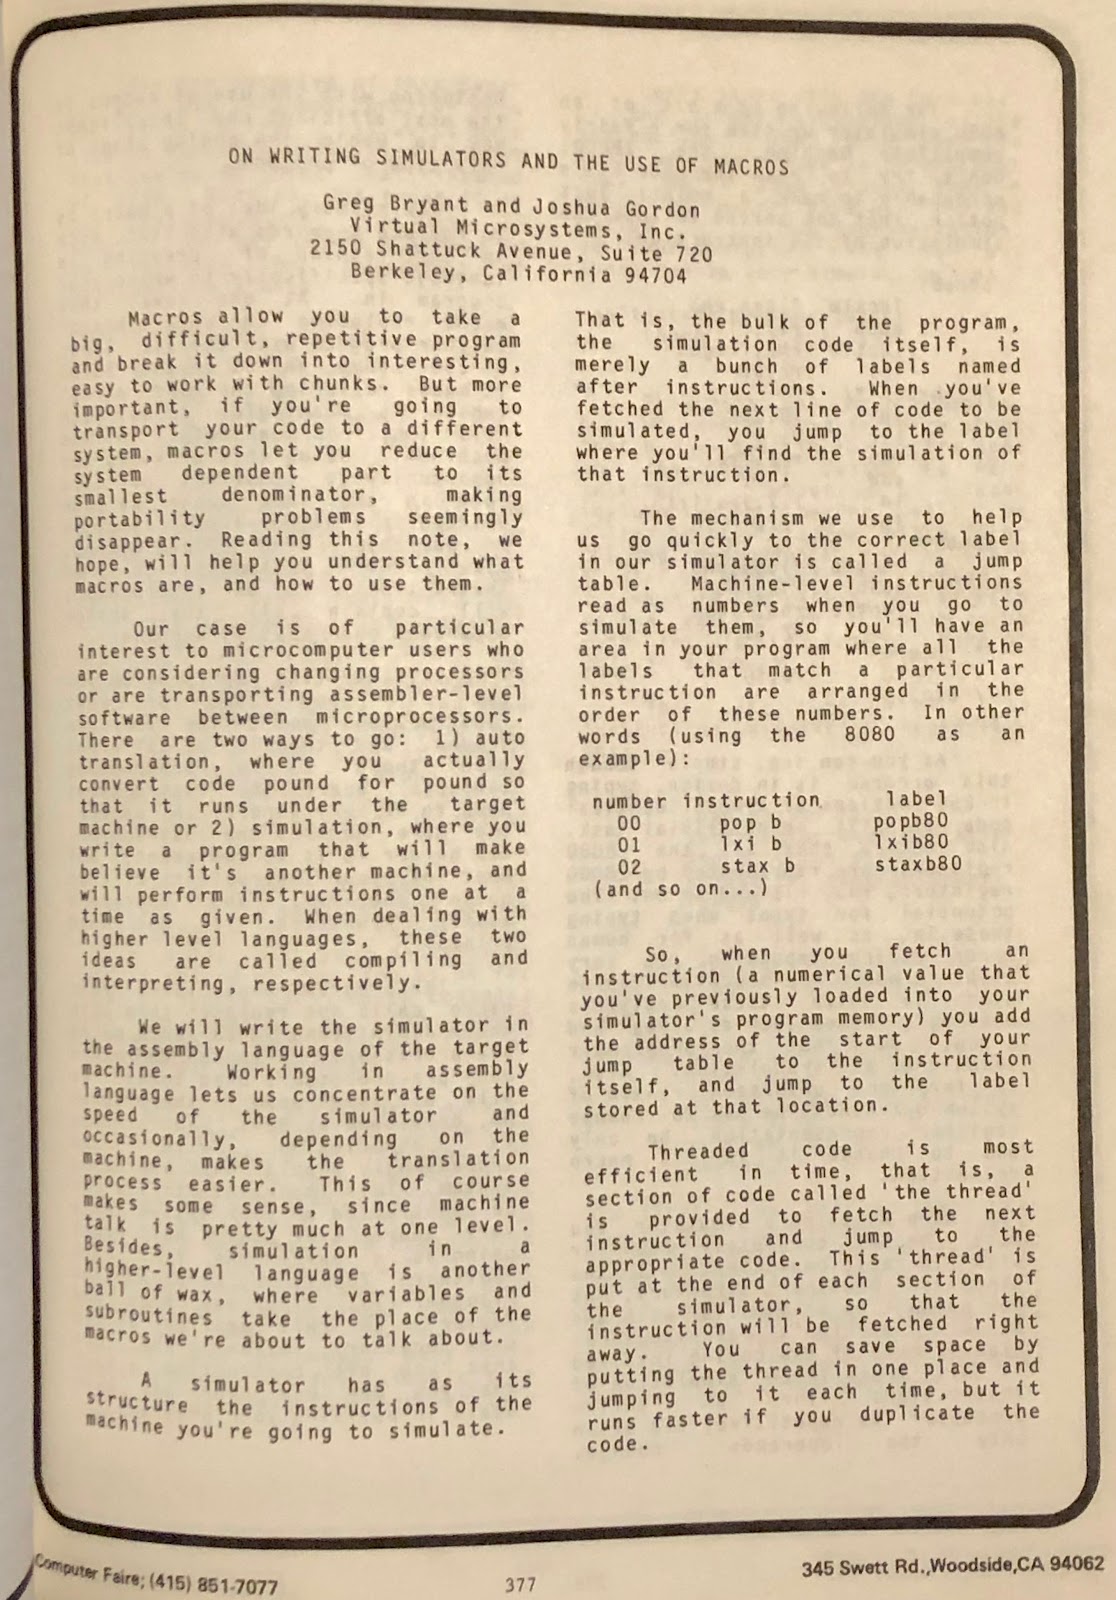 ON WRITING SIMULATORS AND THE USE OF MACROS
Greg Bryant and Joshua Gordon
Virtual Microsystems, Inc.
2150 Shattuck Avenue, Suite 720
Berkeley, California 94704
Macros allow you to take a
big, difficult, repetitive program
and break it down into interesting,
easy to work with chunks. But more
important, if you're going to
transport your code to a different
system, macros let you reduce the
system dependent part to its
smallest denominator, making
portability problems seemingly
disappear. Reading this note, we
hope, will help you understand what
macros are, and how to use them.
Our case is of particular
interest to microcomputer users who
are considering changing processors
or are transporting assembler-level
software between microprocessors.
There are two ways to go: 1) auto
translation, where you actually
convert code pound for pound so
that it runs under the target
machine or 2) simulation, where you
write a program that will make
believe it's another machine, and
will perform instructions one at a
time as given. When dealing with
higher level languages, these two
ideas are called compiling and
interpreting, respectively.
We will write the simulator in
the assembly language of the target
machine. Working in assembly
language lets us concentrate on the
speed of the simulator and
occasionally, depending on the
machine, makes the translation
process easier. This of course
makes some sense, since machine
talk is pretty much at one level.
Besides, simulation in a
higher-level language is another
ball of wax, where variables and
subroutines take the place of the
macros we're about to talk about.
A simulator has as its
structure the instructions of the
machine you're going to simulate.
That is, the bulk of the program,
the simulation code itself, is
merely a bunch of labels named
after instructions. When you've
fetched the next line of code to be
simulated, you jump to the label
where you'll find the simulation of
that instruction.
The mechanism we use to help
us go quickly to the correct label
in our simulator is called a jump
table. Machine-level instructions
read as numbers when you go to
simulate them, so you'll have an
area in your program where all the
labels that match a particular
instruction are arranged in the
order of these numbers. In other
words (using the 8080 as an
example):
number instruction label
00 pop b popb80
01 lxi b lxib80
02 stax b staxb80
(and so on...)
So, when you fetch an
instruction (a numerical value that
you've previously loaded into your
simulator's program memory) you add
the address of the start of your
jump table to the instruction
itself, and jump to the label
stored at that location.
Threaded code is most
efficient in time, that is, a
section of code called 'the thread'
is provided to fetch the next
instruction and jump to the
appropriate code. This 'thread' is
put at the end of each section of
the simulator, so that the
instruction will be fetched right
away. You can save space by
putting the thread in one place and
jumping to it each time, but it
runs faster if you duplicate the
code.
Computer Faire; (415) 851-7077
377
345 Swett Rd.,Woodside,CA 94062